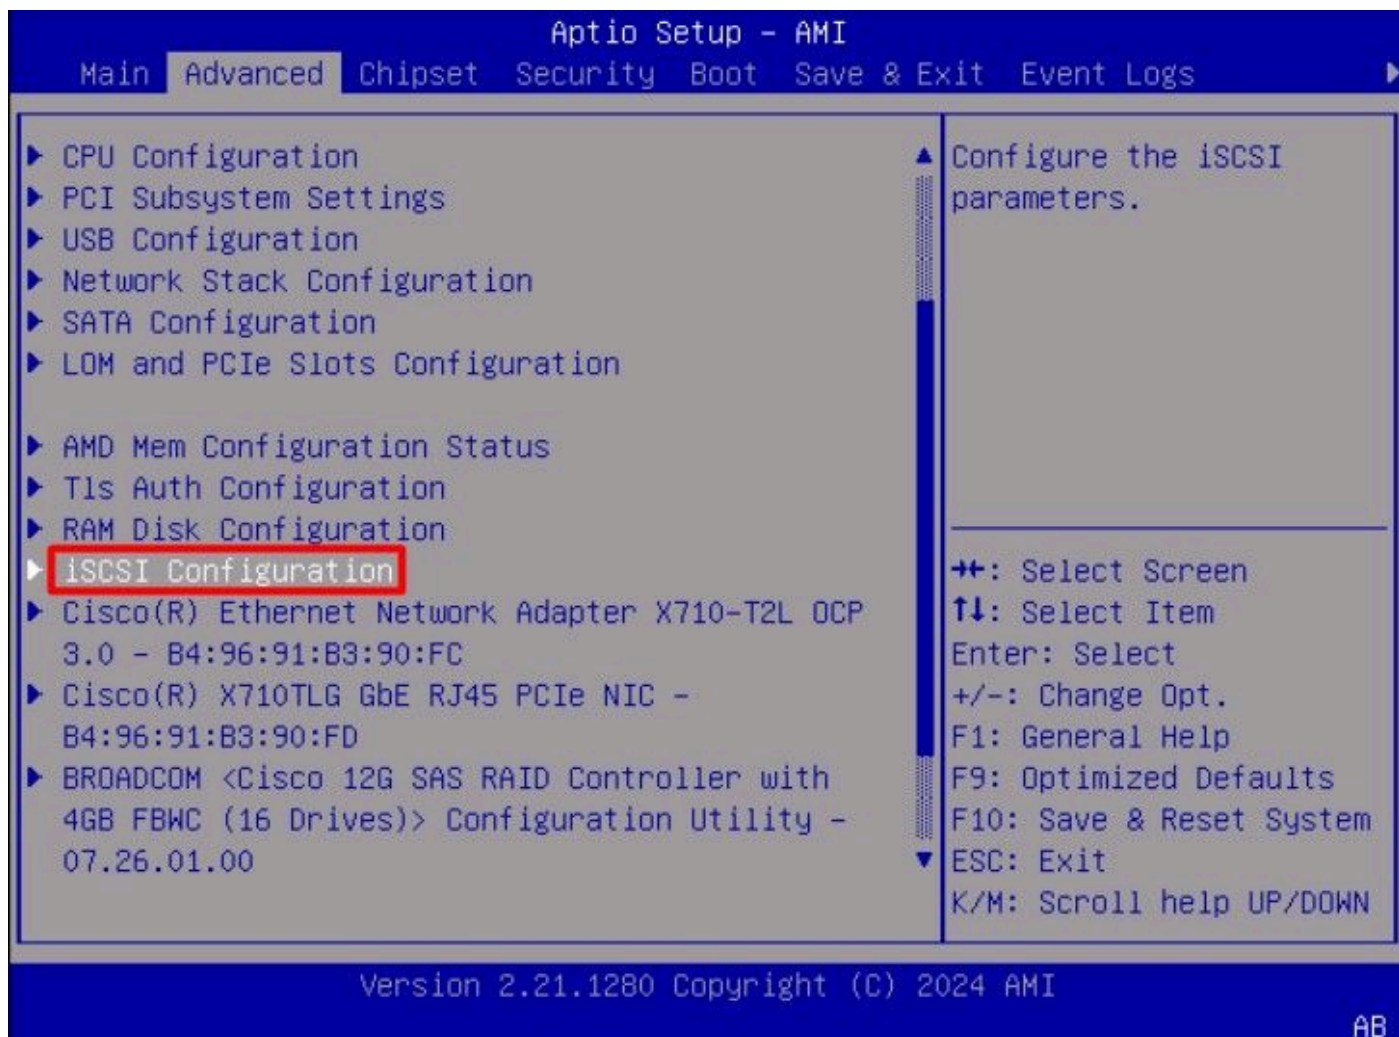 Aptio Setup – AMI
Main Advanced Chipset Security Boot Save & Exit Event Logs
CPU Configuration
PCI Subsystem Settings
USB Configuration
Network Stack Configuration
SATA Configuration
LOM and PCIe Slots Configuration
AMD Mem Configuration Status
Tls Auth Configuration
RAM Disk Configuration
iSCSI Configuration
Cisco(R) Ethernet Network Adapter X710-T2L OCP
3.0 – B4:96:91:B3:90:FC
Cisco(R) X710TLG GbE RJ45 PCIe NIC –
B4:96:91:B3:90:FD
BROADCOM <Cisco 12G SAS RAID Controller with
4GB FBWC (16 Drives)> Configuration Utility –
07.26.01.00
Configure the iSCSI
parameters.
→←: Select Screen
↑↓: Select Item
Enter: Select
+/-: Change Opt.
F1: General Help
F9: Optimized Defaults
F10: Save & Reset System
ESC: Exit
K/M: Scroll help UP/DOWN
Version 2.21.1280 Copyright (C) 2024 AMI
AB